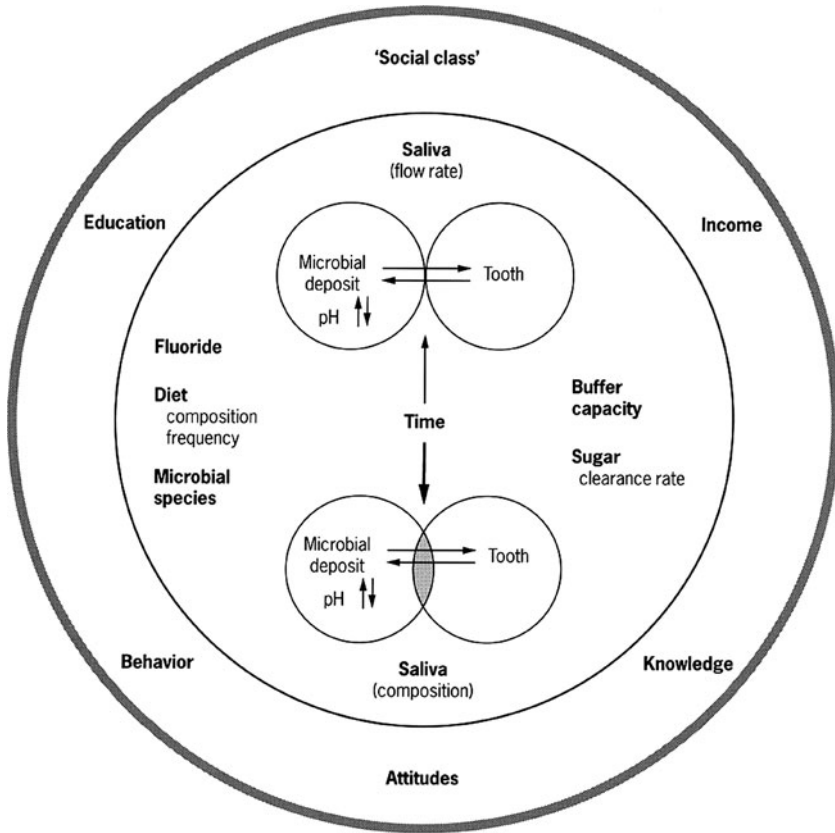 'Social class'
Saliva
(flow rate)
Education
Income
Microbial
deposit
pH
Tooth
Fluoride
Diet
composition
frequency
Microbial
species
Time
Buffer
capacity
Sugar
clearance rate
Microbial
deposit
pH
Tooth
Behavior
Saliva
(composition)
Knowledge
Attitudes